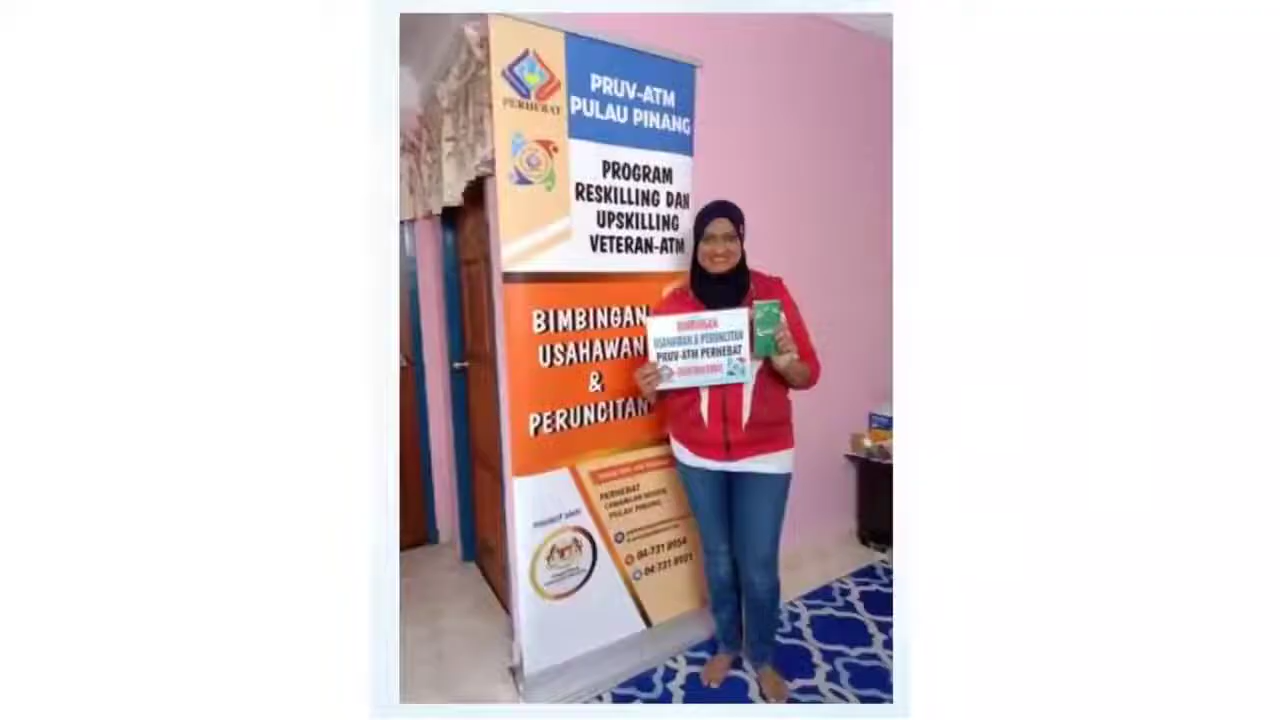 PERHEBAT
PRUV-ATM
PULAU PINANG
PROGRAM
RESKILLING DAN
UPSKILLING
VETERAN-ATM
BIMBINGAN
USAHAWAN
&
PERUNCITAN
BIMBINGAN
USAHAWAN & PERUNCITAN
PRUV-ATM PERHEBAT
PERHEBAT
CAWANGAN NEGERI
PULAU PINANG
04-731 8954
04-731 8931